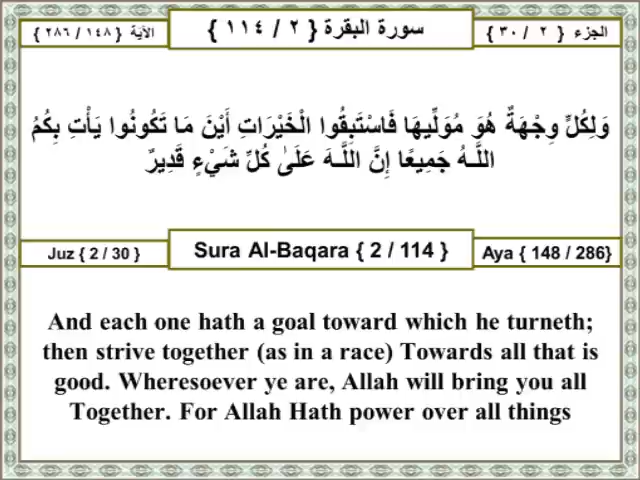 الجزء { ٢ / ٣٠ }
سورة البقرة { ٢ / ١١٤ }
الآية { ١٤٨ / ٢٨٦ }
وَلِكُلٍّ وِجْهَةٌ هُوَ مُوَلِّيهَا فَاسْتَبِقُوا الْخَيْرَاتِ أَيْنَ مَا تَكُونُوا يَأْتِ بِكُمُ
اللَّـهُ جَمِيعًا إِنَّ اللَّـهَ عَلَىٰ كُلِّ شَيْءٍ قَدِيرٌ
Juz { 2 / 30 }
Sura Al-Baqara { 2 / 114 }
Aya { 148 / 286}
And each one hath a goal toward which he turneth;
then strive together (as in a race) Towards all that is
good. Wheresoever ye are, Allah will bring you all
Together. For Allah Hath power over all things